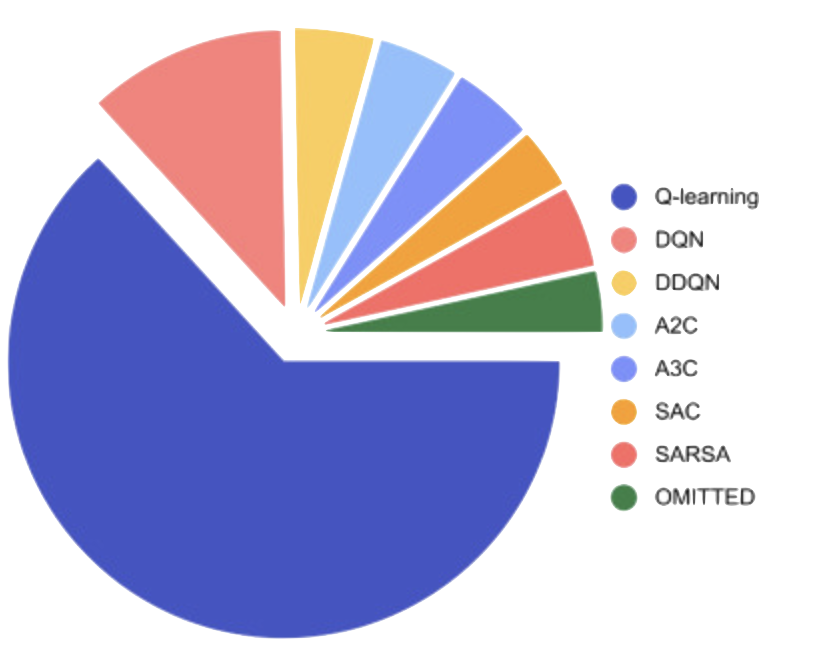 Q-learning
DQN
DDQN
A2C
A3C
SAC
SARSA
OMITTED